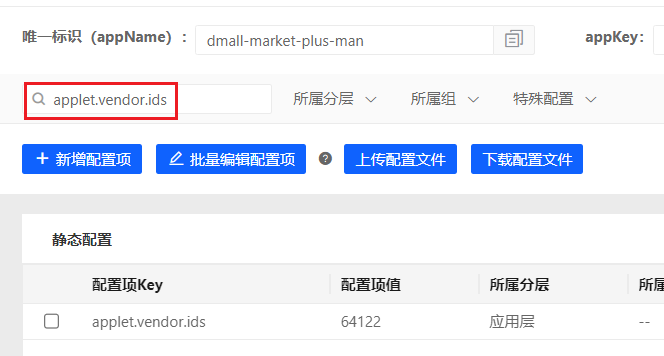 唯一标识（appName）: dmall-market-plus-man appKey:
applet.vendor.ids 所属分层 所属组 特殊配置
+ 新增配置项 批量编辑配置项 ? 上传配置文件 下载配置文件
静态配置
配置项Key 配置项值 所属分层
applet.vendor.ids 64122 应用层 --